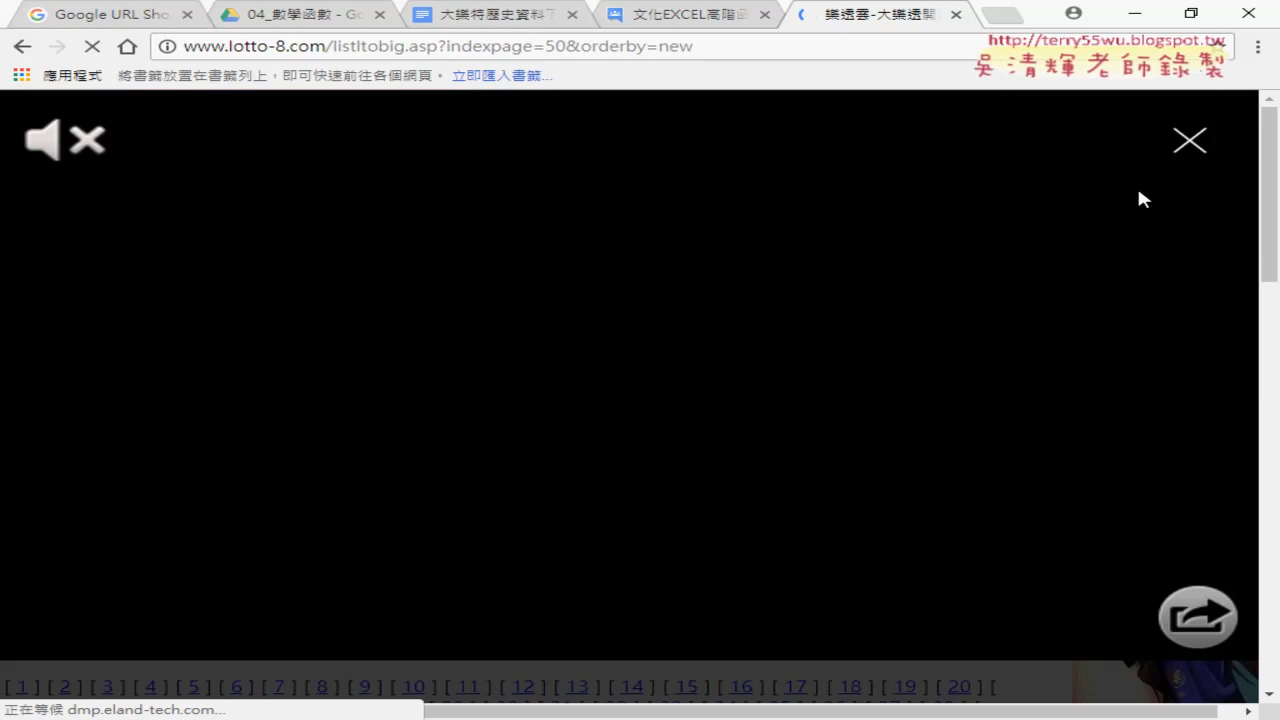 Google URL Sho
04_數學函數 - Go
大樂特歷史資料下
文化EXCEL高階函
樂透雲-大樂透開
www.lotto-8.com/listltobig.asp?indexpage=50&orderby=new
http://terry55wu.blogspot.tw
吳清輝老師錄製
應用程式 將書籤放置在書籤列上，即可快速前往各個網頁。 立即匯入書籤...
[ 1 ] [ 2 ] [ 3 ] [ 4 ] [ 5 ] [ 6 ] [ 7 ] [ 8 ] [ 9 ] [ 10 ] [ 11 ] [ 12 ] [ 13 ] [ 14 ] [ 15 ] [ 16 ] [ 17 ] [ 18 ] [ 19 ] [ 20 ] [
正在等候 dmp.eland-tech.com...